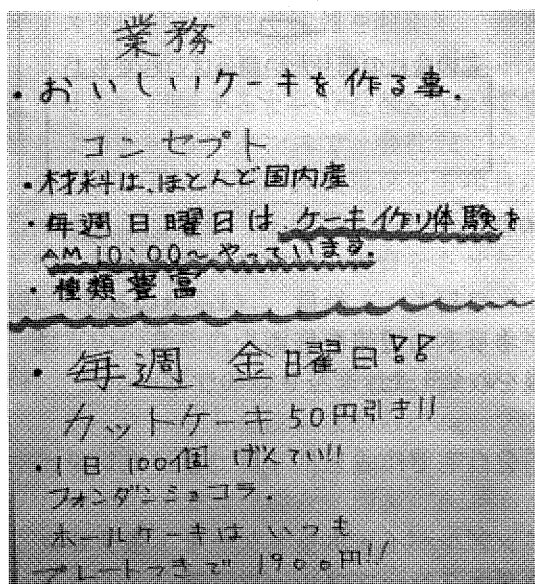 業務
・おいしいケーキを作る事.
コンセプト
・材料は、ほとんど国内産
・毎週日曜日はケーキ作り体験を
AM 10:00～やっています.
・種類豊富
・毎週 金曜日!!
カットケーキ50円引き!!
・1日100個げんてい!!
フォンダンショコラ.
ホールケーキは いつも
プレートつきで 1900円!!